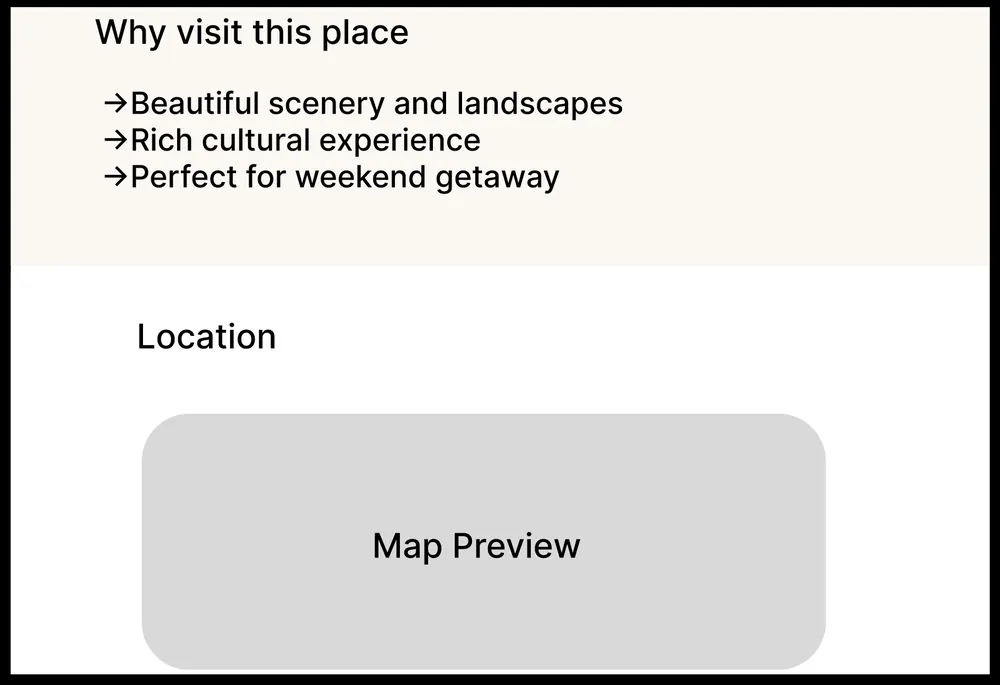 Why visit this place
→Beautiful scenery and landscapes
→Rich cultural experience
→Perfect for weekend getaway
Location
Map Preview